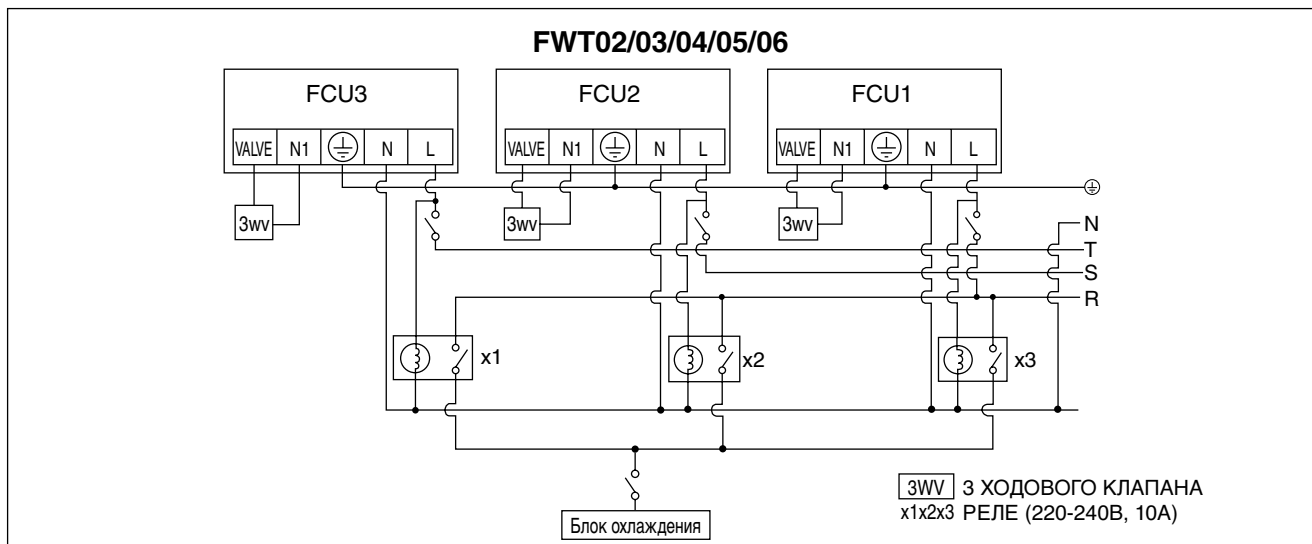 FWT02/03/04/05/06
FCU3 FCU2 FCU1
VALVE N1 N L VALVE N1 N L VALVE N1 N L
3wv 3wv 3wv
N
T
S
R
x1 x2 x3
3WV 3 ХОДОВОГО КЛАПАНА
x1x2x3 РЕЛЕ (220-240В, 10А)
Блок охлаждения